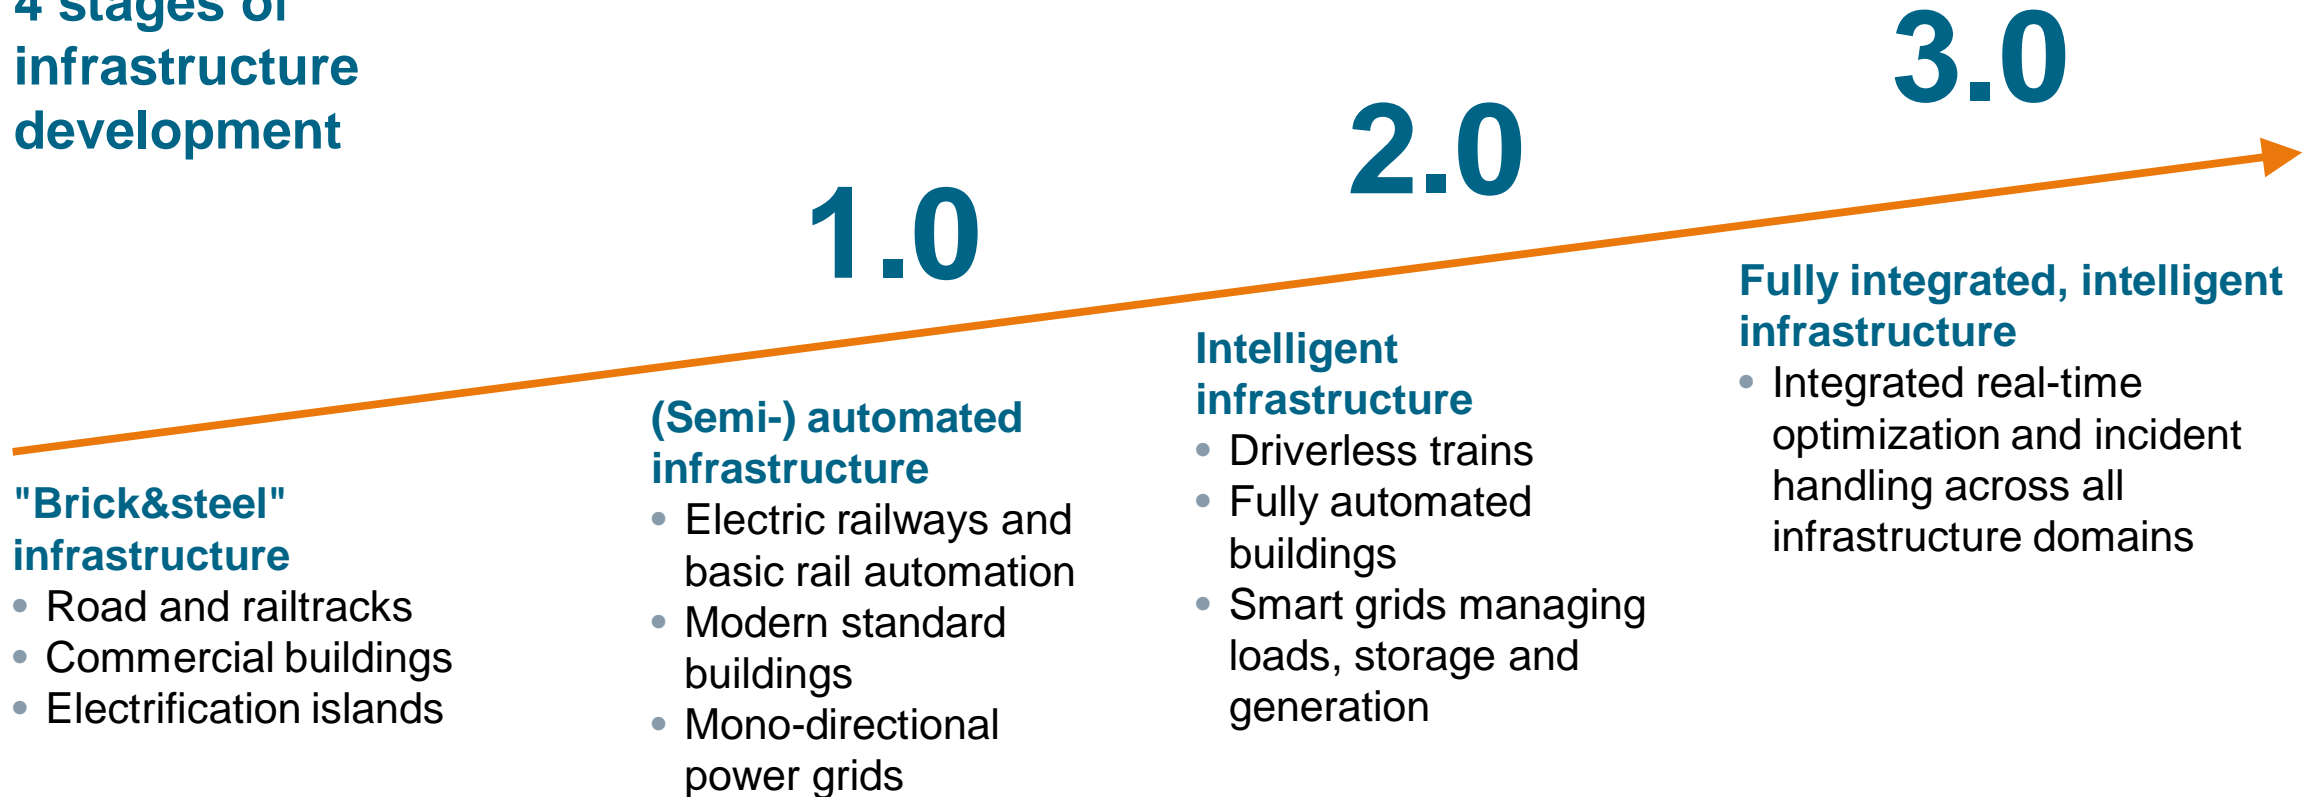 4 stages of
infrastructure
development
1.0
2.0
3.0
"Brick&steel"
infrastructure
• Road and railtracks
• Commercial buildings
• Electrification islands
(Semi-) automated
infrastructure
• Electric railways and
basic rail automation
• Modern standard
buildings
• Mono-directional
power grids
Intelligent
infrastructure
• Driverless trains
• Fully automated
buildings
• Smart grids managing
loads, storage and
generation
Fully integrated, intelligent
infrastructure
• Integrated real-time
optimization and incident
handling across all
infrastructure domains